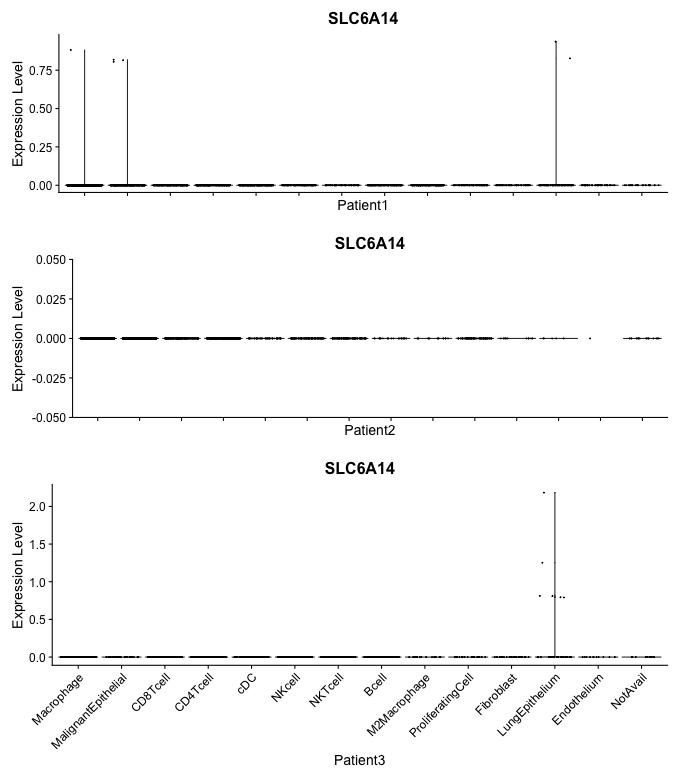 SLC6A14
Expression Level
0.75
0.50
0.25
0.00
Patient1
SLC6A14
Expression Level
0.050
0.025
0.000
-0.025
-0.050
Patient2
SLC6A14
Expression Level
2.0
1.5
1.0
0.5
0.0
Macrophage
MalignantEpithelial
CD8Tcell
CD4Tcell
cDC
NKcell
NKTcell
Bcell
M2Macrophage
ProliferatingCell
Fibroblast
LungEpithelium
Endothelium
NotAvail
Patient3